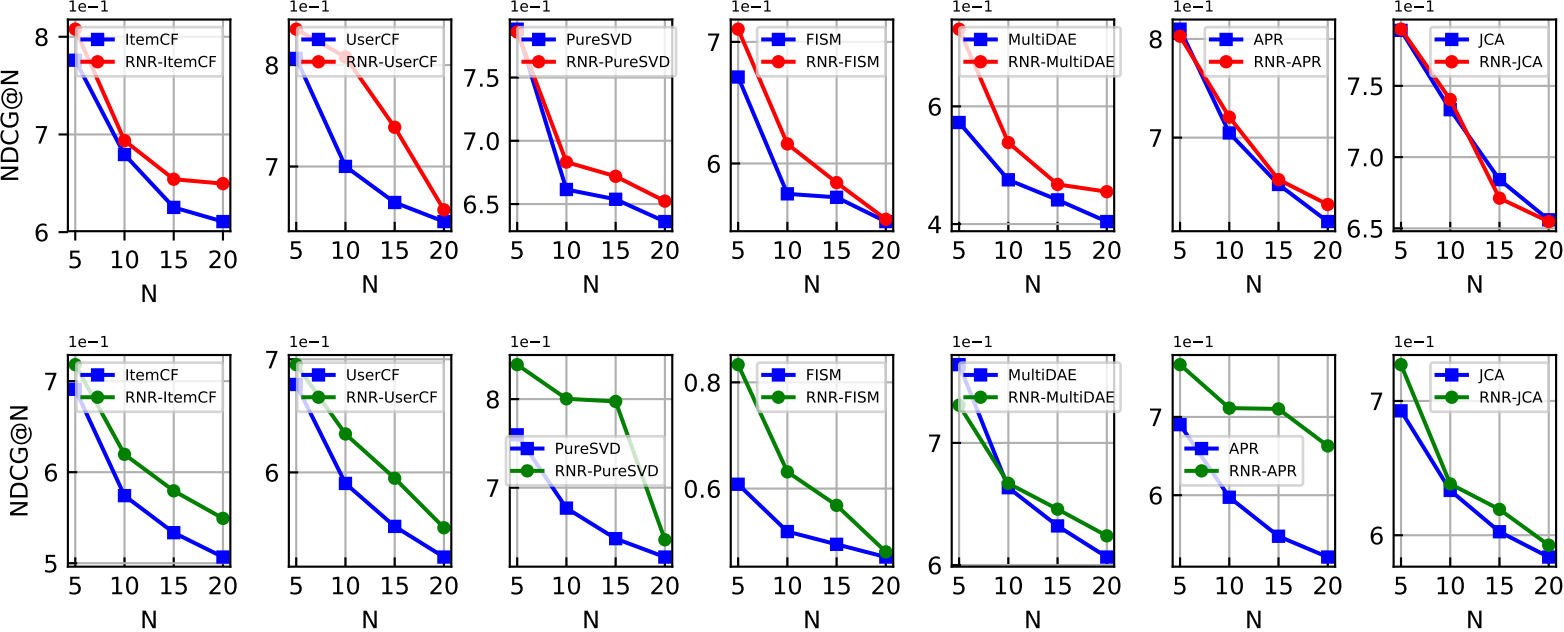 NDCG@N
1e−1
8
7
6
5 10 15 20
N
ItemCF
RNR-ItemCF
1e−1
8
7
5 10 15 20
N
UserCF
RNR-UserCF
1e−1
7.5
7.0
6.5
5 10 15 20
N
PureSVD
RNR-PureSVD
1e−1
7
6
5 10 15 20
N
FISM
RNR-FISM
1e−1
6
4
5 10 15 20
N
MultiDAE
RNR-MultiDAE
1e−1
8
7
5 10 15 20
N
APR
RNR-APR
1e−1
7.5
7.0
6.5
5 10 15 20
N
JCA
RNR-JCA
NDCG@N
1e−1
7
6
5
5 10 15 20
N
ItemCF
RNR-ItemCF
1e−1
7
6
5 10 15 20
N
UserCF
RNR-UserCF
1e−1
8
7
5 10 15 20
N
PureSVD
RNR-PureSVD
0.8
0.6
5 10 15 20
N
FISM
RNR-FISM
1e−1
7
6
5 10 15 20
N
MultiDAE
RNR-MultiDAE
1e−1
7
6
5 10 15 20
N
APR
RNR-APR
1e−1
7
6
5 10 15 20
N
JCA
RNR-JCA